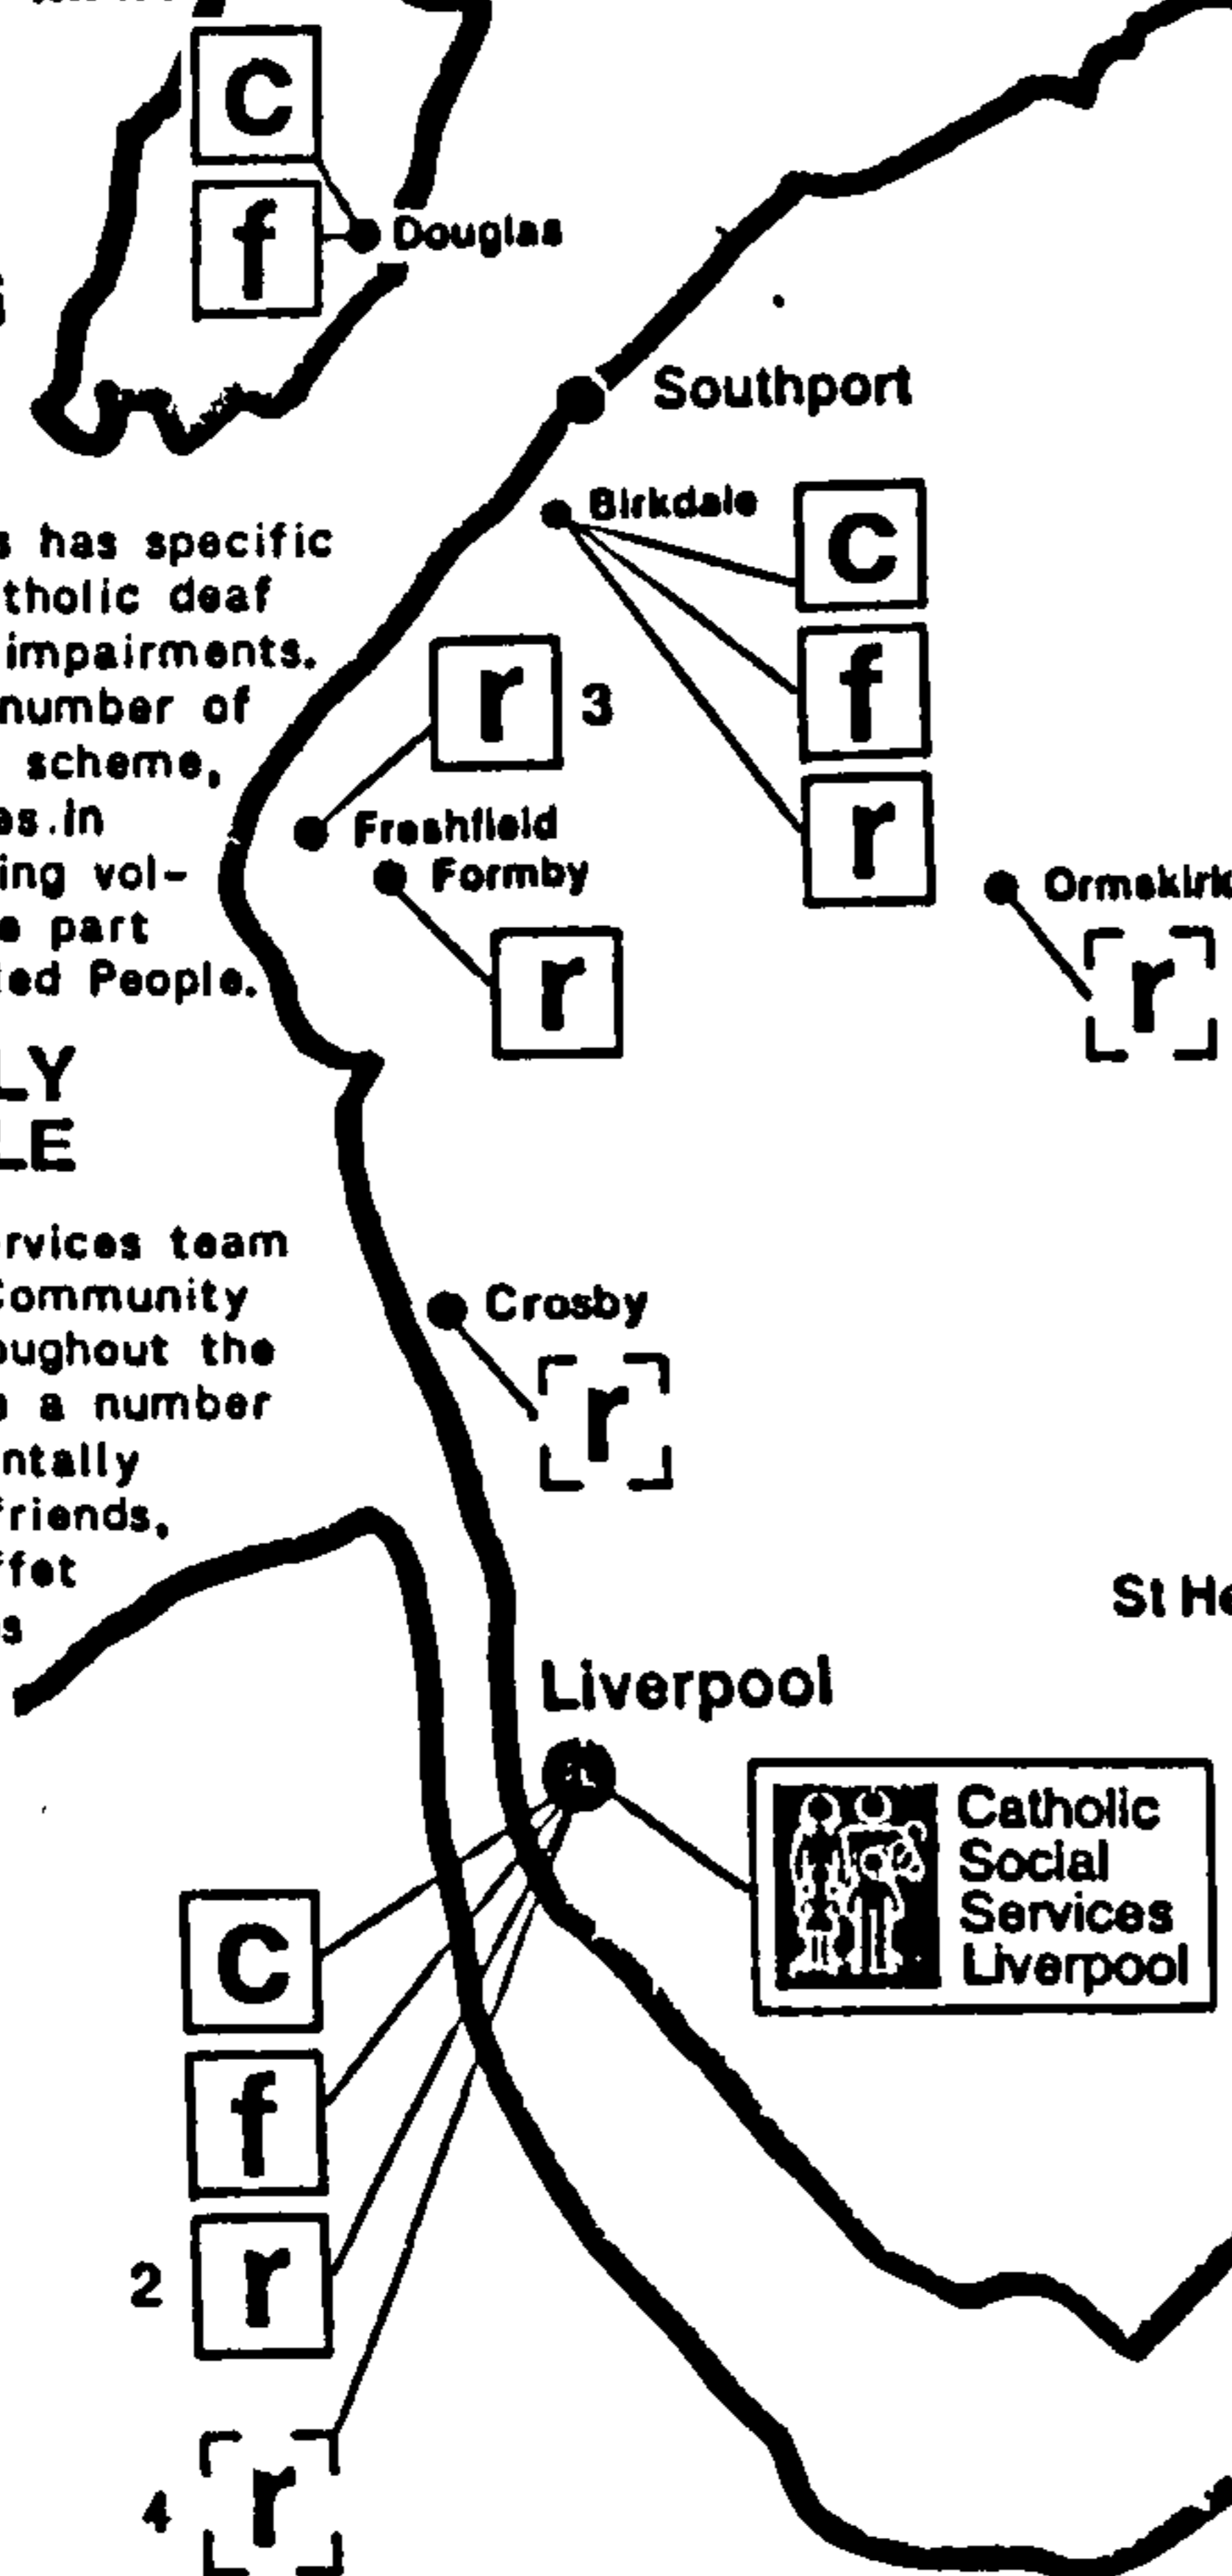 C
f
Douglas
Southport
Birkdale
C
f
r
s has specific
tholic deaf
impairments.
number of
scheme,
es.in
ing vol-
e part
ted People.
r 3
Freshfield
Formby
r
Ormskirk
r
LY
LE
rvices team
Community
oughout the
a number
ntally
friends,
ffet
s
Crosby
r
St He
Liverpool
Catholic
Social
Services
Liverpool
C
f
2 r
4 r